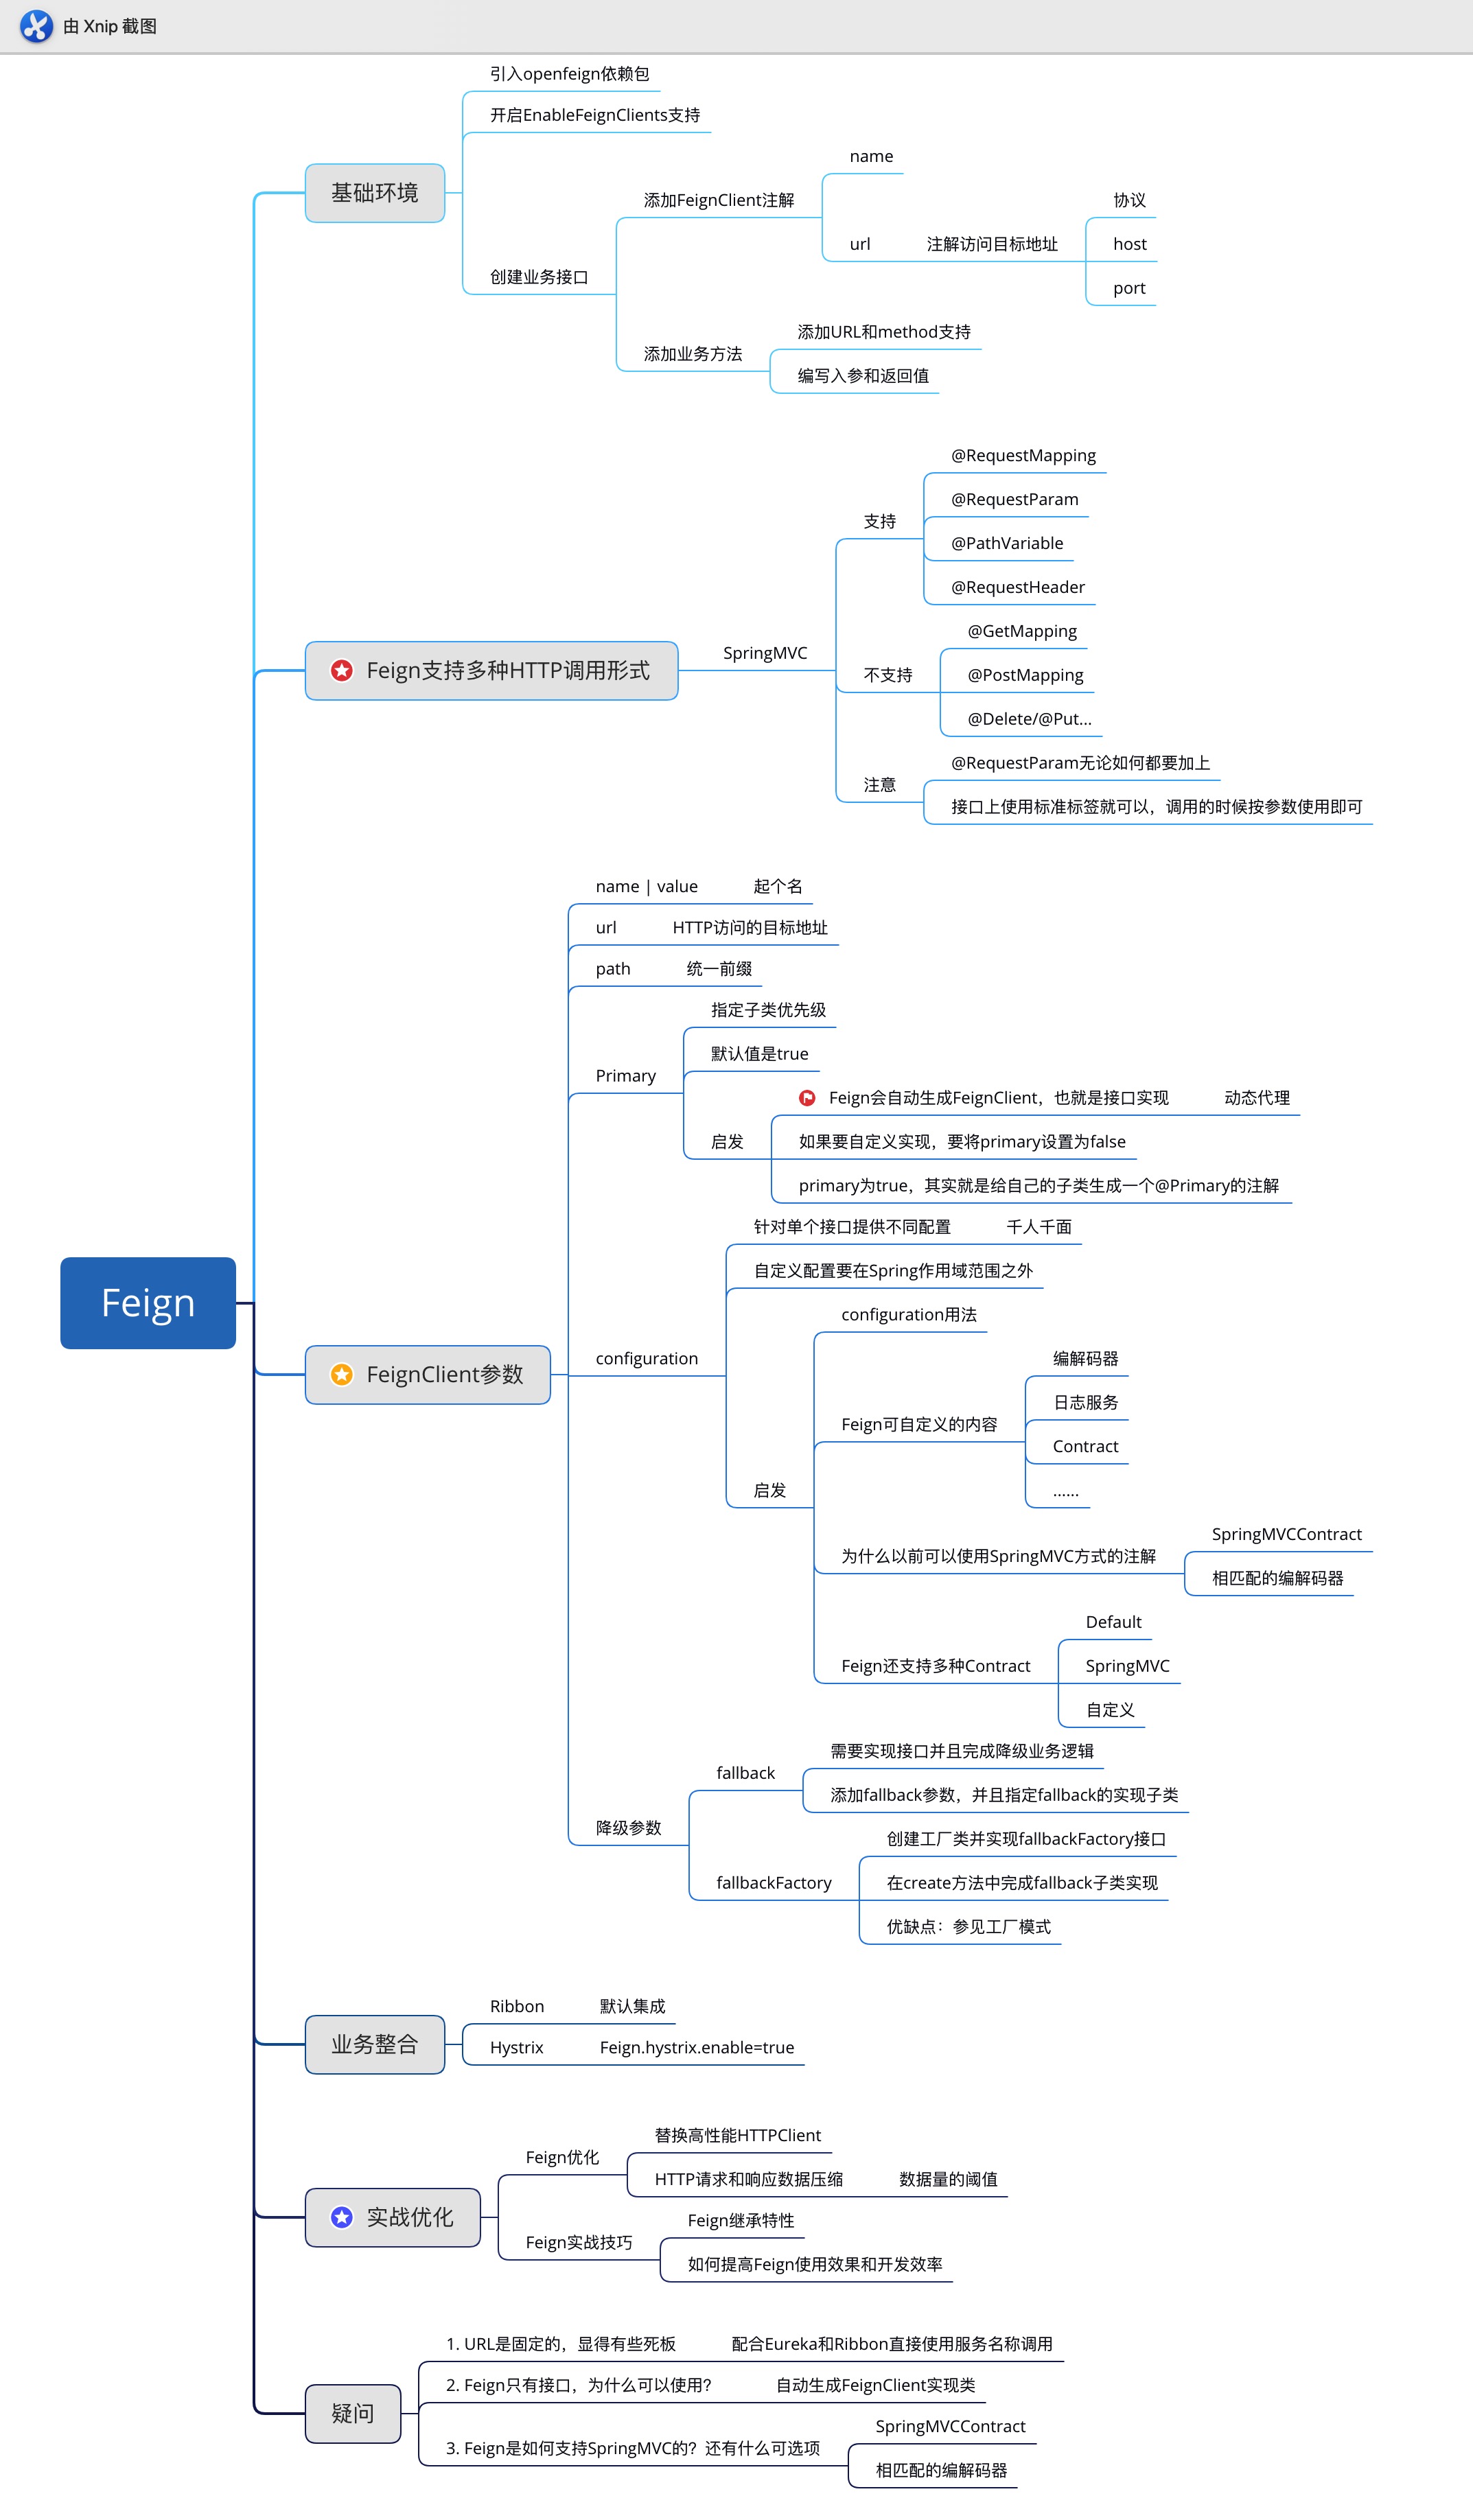 由 Xnip 截图
引入openfeign依赖包
开启EnableFeignClients支持
name
基础环境
添加FeignClient注解
协议
url
注解访问目标地址
host
创建业务接口
port
添加URL和method支持
添加业务方法
编写入参和返回值
@RequestMapping
@RequestParam
支持
@PathVariable
@RequestHeader
@GetMapping
SpringMVC
Feign支持多种HTTP调用形式
不支持
@PostMapping
@Delete/@Put...
@RequestParam无论如何都要加上
注意
接口上使用标准标签就可以，调用的时候按参数使用即可
name | value
起个名
url
HTTP访问的目标地址
path
统一前缀
指定子类优先级
默认值是true
Primary
Feign会自动生成FeignClient，也就是接口实现
动态代理
启发
如果要自定义实现，要将primary设置为false
primary为true，其实就是给自己的子类生成一个@Primary的注解
针对单个接口提供不同配置
千人千面
自定义配置要在Spring作用域范围之外
Feign
configuration用法
configuration
FeignClient参数
编解码器
日志服务
Feign可自定义的内容
Contract
启发
......
SpringMVCContract
为什么以前可以使用SpringMVC方式的注解
相匹配的编解码器
Default
Feign还支持多种Contract
SpringMVC
自定义
需要实现接口并且完成降级业务逻辑
fallback
添加fallback参数，并且指定fallback的实现子类
降级参数
创建工厂类并实现fallbackFactory接口
fallbackFactory
在create方法中完成fallback子类实现
优缺点：参见工厂模式
Ribbon
默认集成
业务整合
Hystrix
Feign.hystrix.enable=true
替换高性能HTTPClient
Feign优化
HTTP请求和响应数据压缩
数据量的阈值
实战优化
Feign继承特性
Feign实战技巧
如何提高Feign使用效果和开发效率
1. URL是固定的，显得有些死板
配合Eureka和Ribbon直接使用服务名称调用
2. Feign只有接口，为什么可以使用？
自动生成FeignClient实现类
疑问
SpringMVCContract
3. Feign是如何支持SpringMVC的？还有什么可选项
相匹配的编解码器